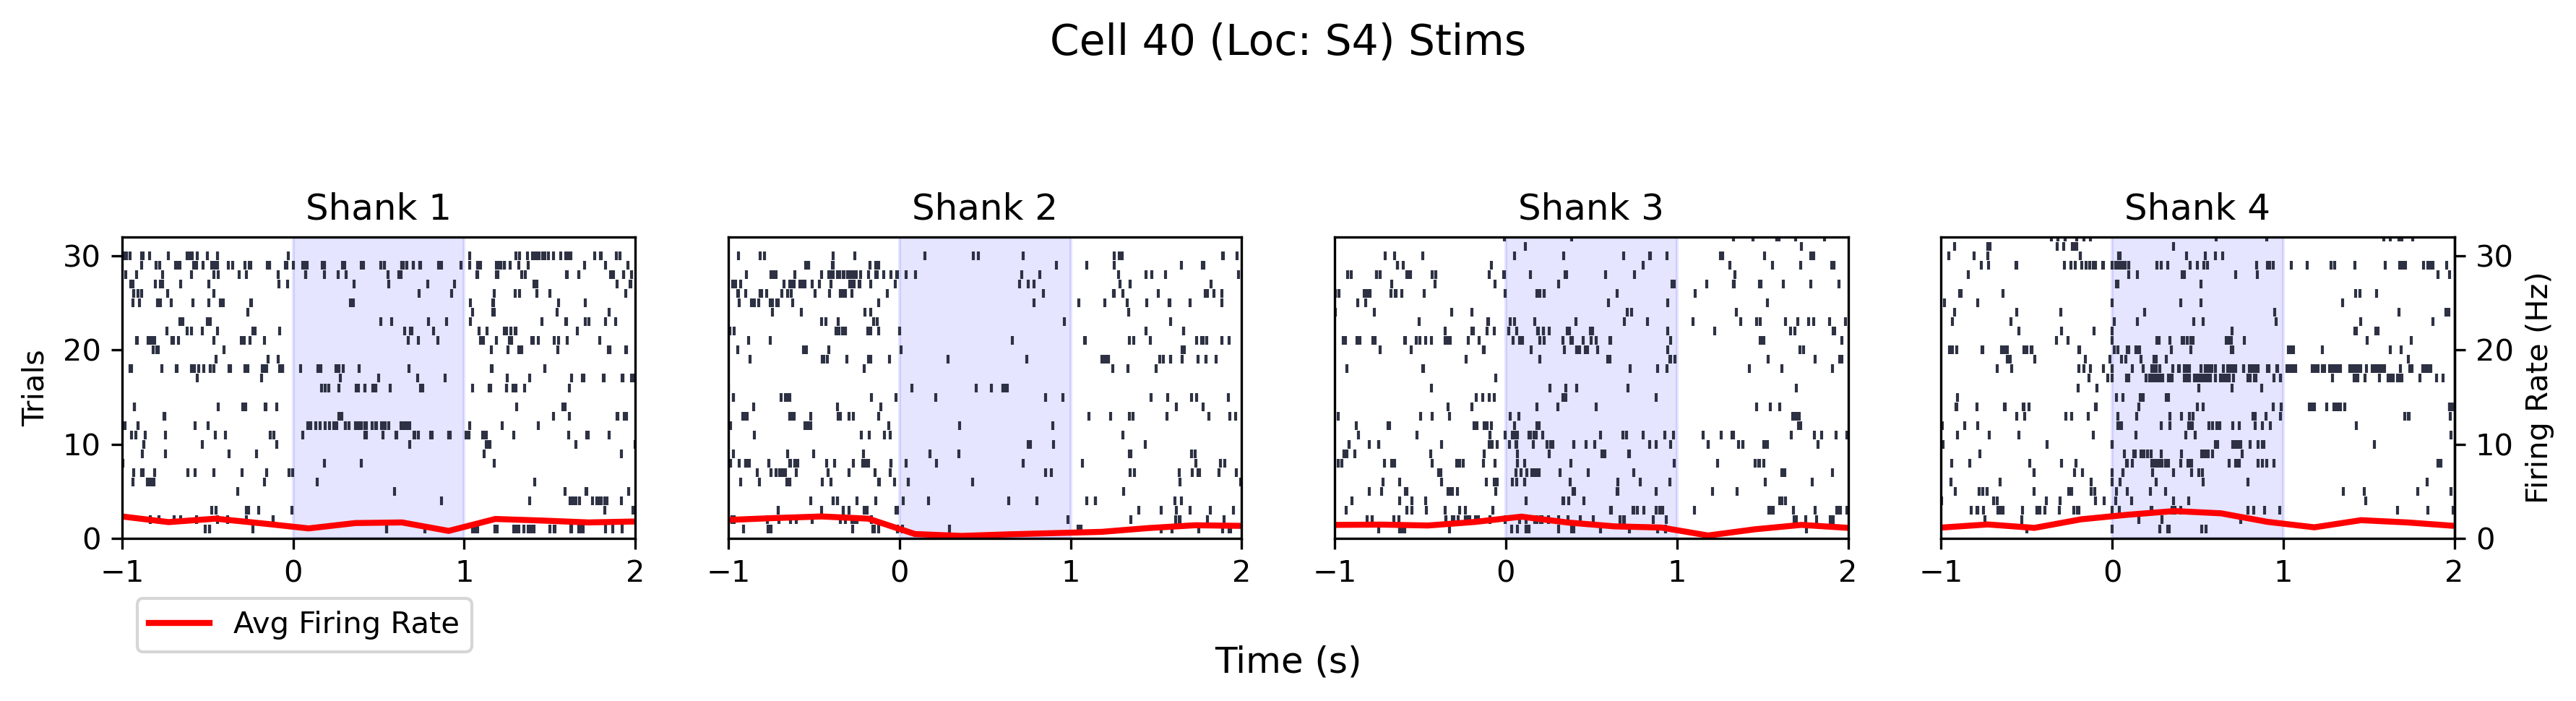 Cell 40 (Loc: S4) Stims
Shank 1
Shank 2
Shank 3
Shank 4
Trials
30
20
10
0
−1 0 1 2
−1 0 1 2
−1 0 1 2
−1 0 1 2
30
20
10
0
Firing Rate (Hz)
Avg Firing Rate
Time (s)